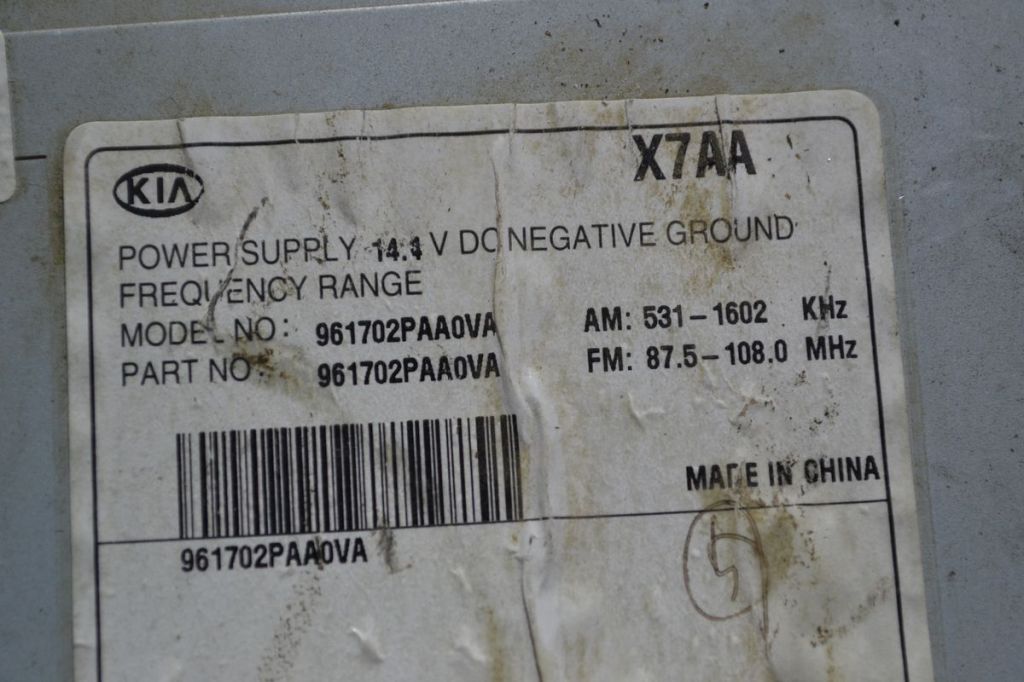 X7AA
KIA
POWER SUPPLY 14.4 V DC NEGATIVE GROUND
FREQUENCY RANGE
MODEL NO: 961702PAA0VA AM: 531-1602 KHz
PART NO: 961702PAA0VA FM: 87.5-108.0 MHz
MADE IN CHINA
961702PAA0VA
5